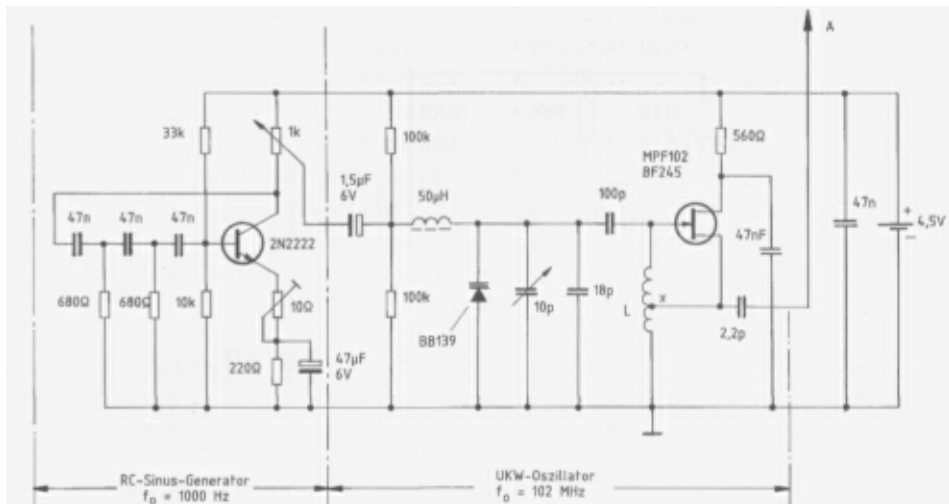 A
33k
1k
100k
560Ω
MPF102
BF245
1,5µF
6V
50µH
100p
47n
+
4,5V
−
47n
47n
47n
2N2222
47nF
680Ω
680Ω
10k
10Ω
100k
BB139
10p
18p
L
x
2,2p
220Ω
47µF
6V
RC-Sinus-Generator
f₀ = 1000 Hz
UKW-Oszillator
f₀ = 102 MHz